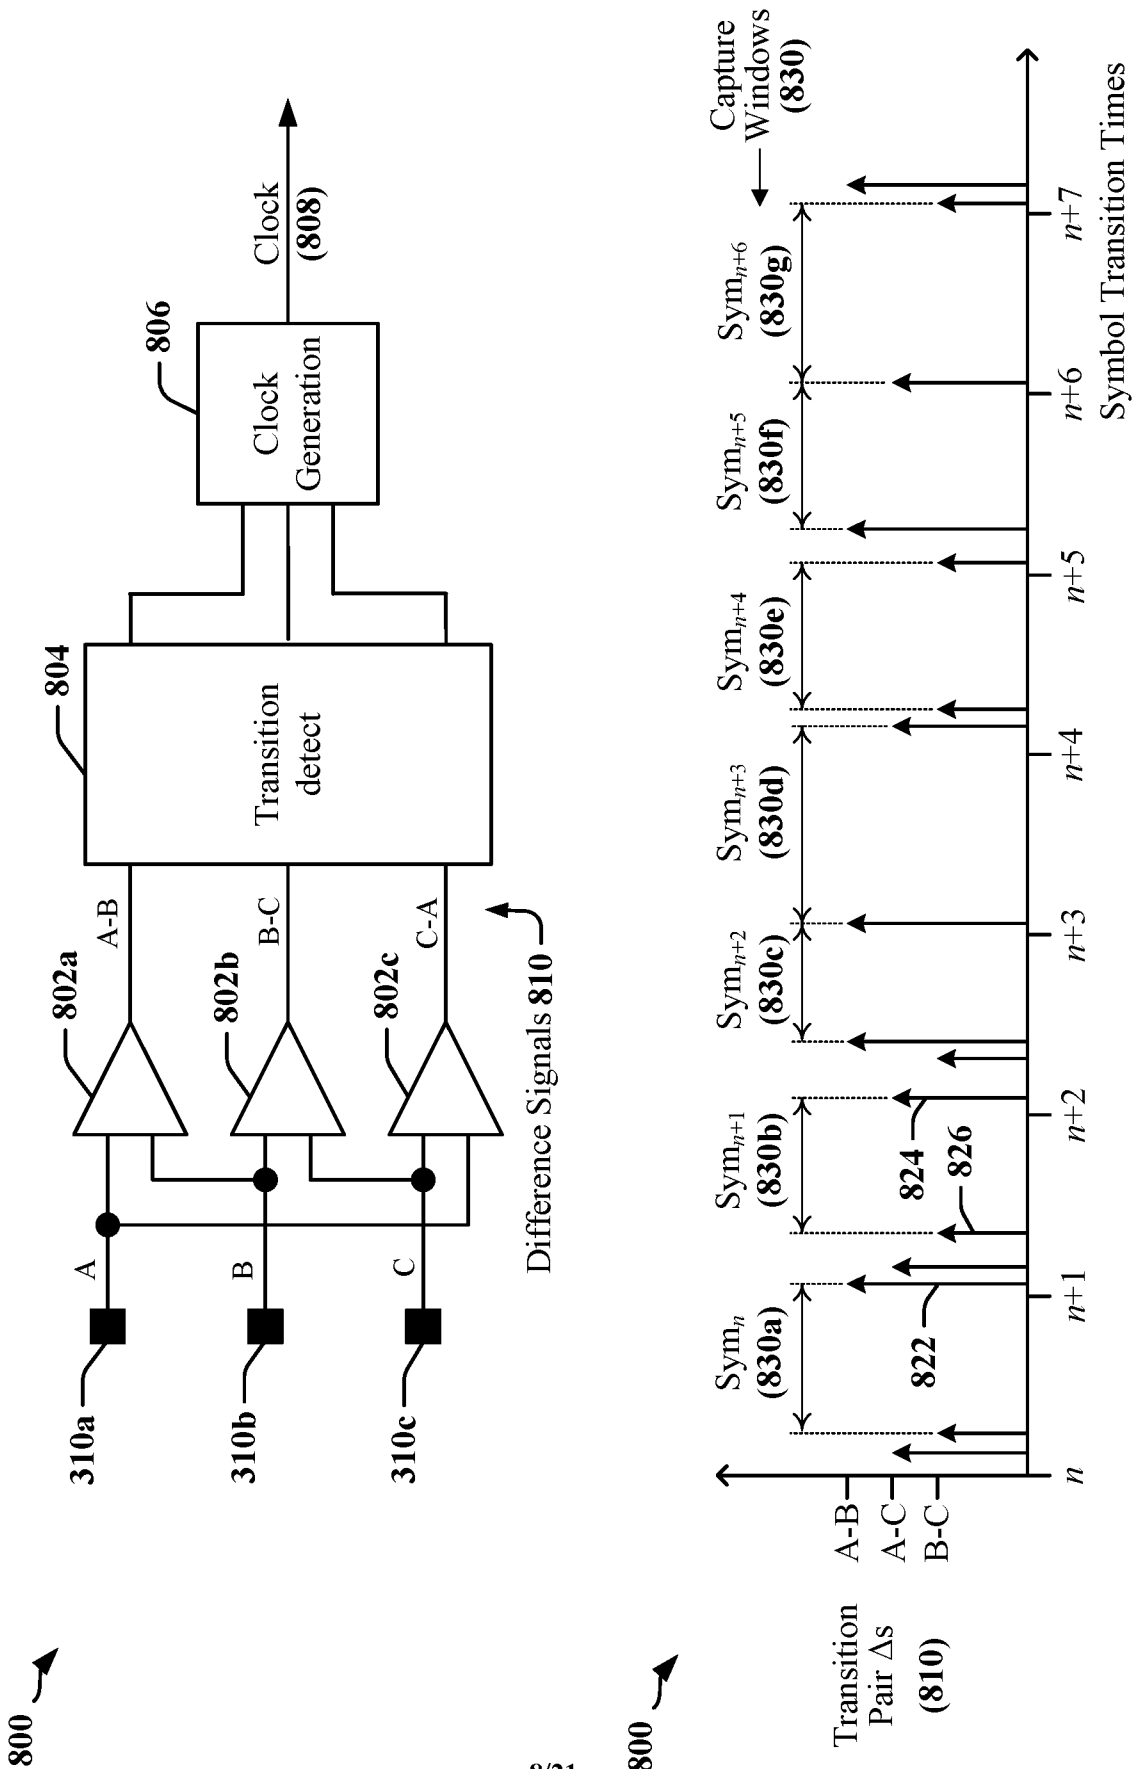 800
310a
310b
310c
A
B
C
802a
802b
802c
A-B
B-C
C-A
Difference Signals 810
804
Transition
detect
806
Clock
Generation
Clock
(808)
800
Transition
Pair Δs
(810)
A-B
A-C
B-C
Capture
Windows
(830)
Symn
(830a)
Symn+1
(830b)
Symn+2
(830c)
Symn+3
(830d)
Symn+4
(830e)
Symn+5
(830f)
Symn+6
(830g)
822
824
826
n
n+1
n+2
n+3
n+4
n+5
n+6
n+7
Symbol Transition Times
8/21